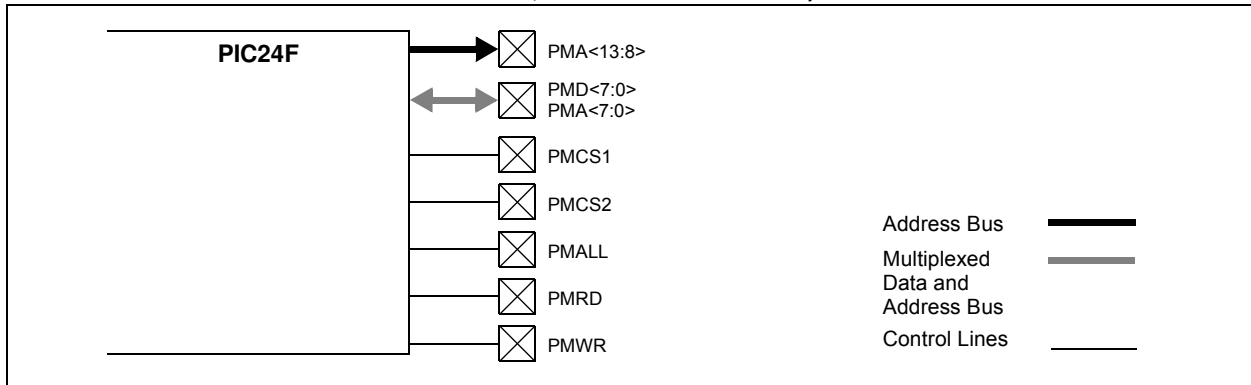 PIC24F
PMA<13:8>
PMD<7:0>
PMA<7:0>
PMCS1
PMCS2
PMALL
PMRD
PMWR
Address Bus
Multiplexed
Data and
Address Bus
Control Lines